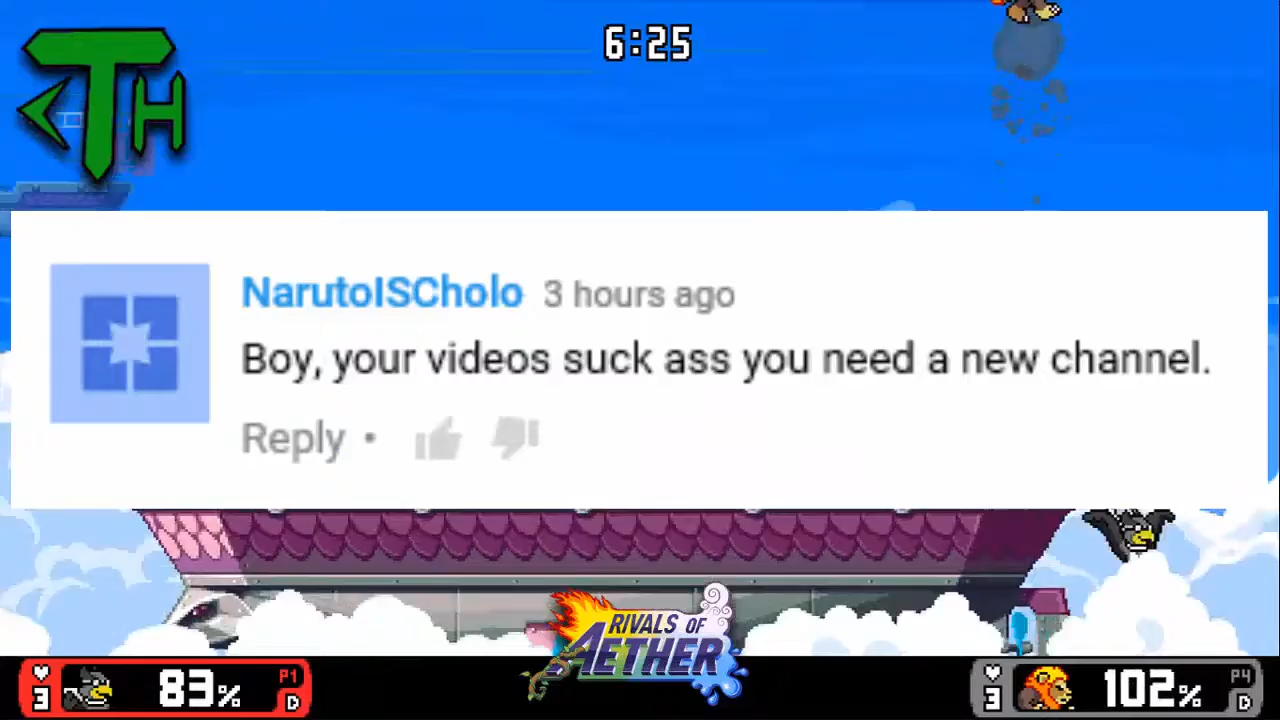 TH
6:25
NarutoISCholo 3 hours ago
Boy, your videos suck ass you need a new channel.
Reply •
RIVALS OF
AETHER
3 83% P1 D
3 102% P4 D